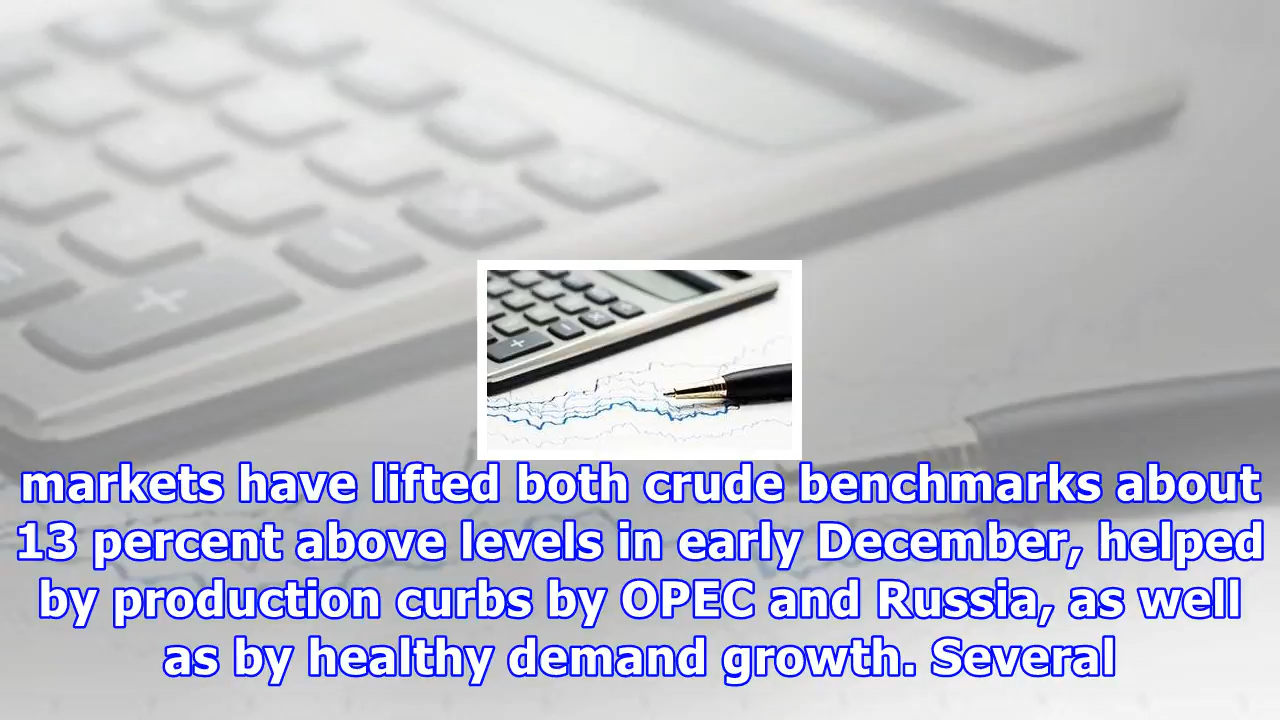 markets have lifted both crude benchmarks about
13 percent above levels in early December, helped
by production curbs by OPEC and Russia, as well
as by healthy demand growth. Several